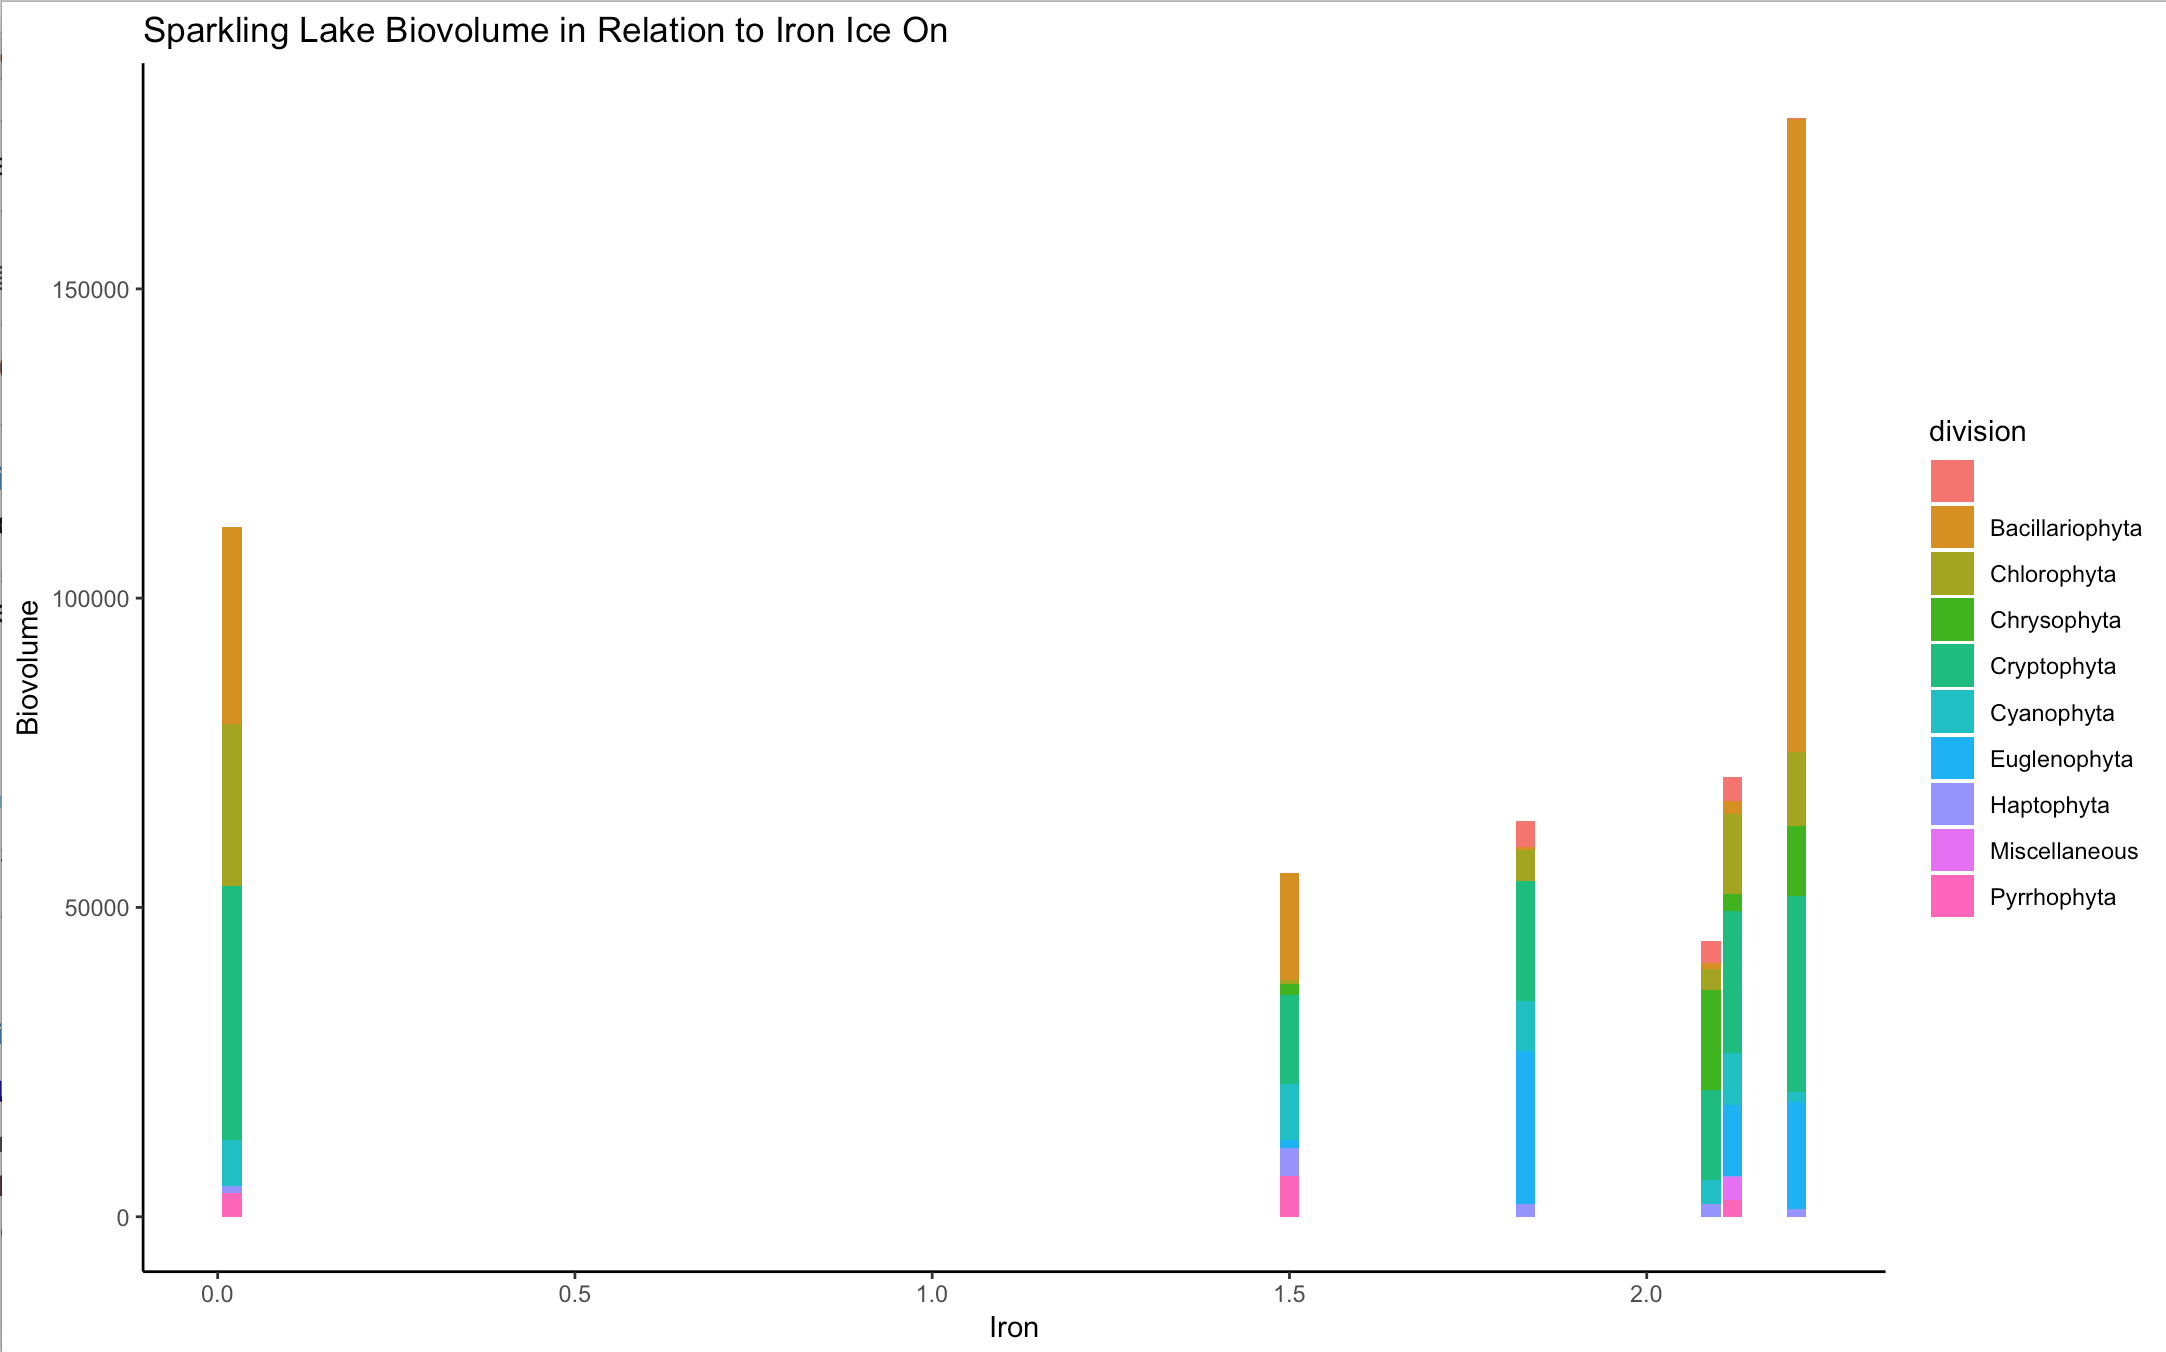 Sparkling Lake Biovolume in Relation to Iron Ice On
150000
100000
50000
0
Biovolume
0.0 0.5 1.0 1.5 2.0
Iron
division
Bacillariophyta
Chlorophyta
Chrysophyta
Cryptophyta
Cyanophyta
Euglenophyta
Haptophyta
Miscellaneous
Pyrrhophyta